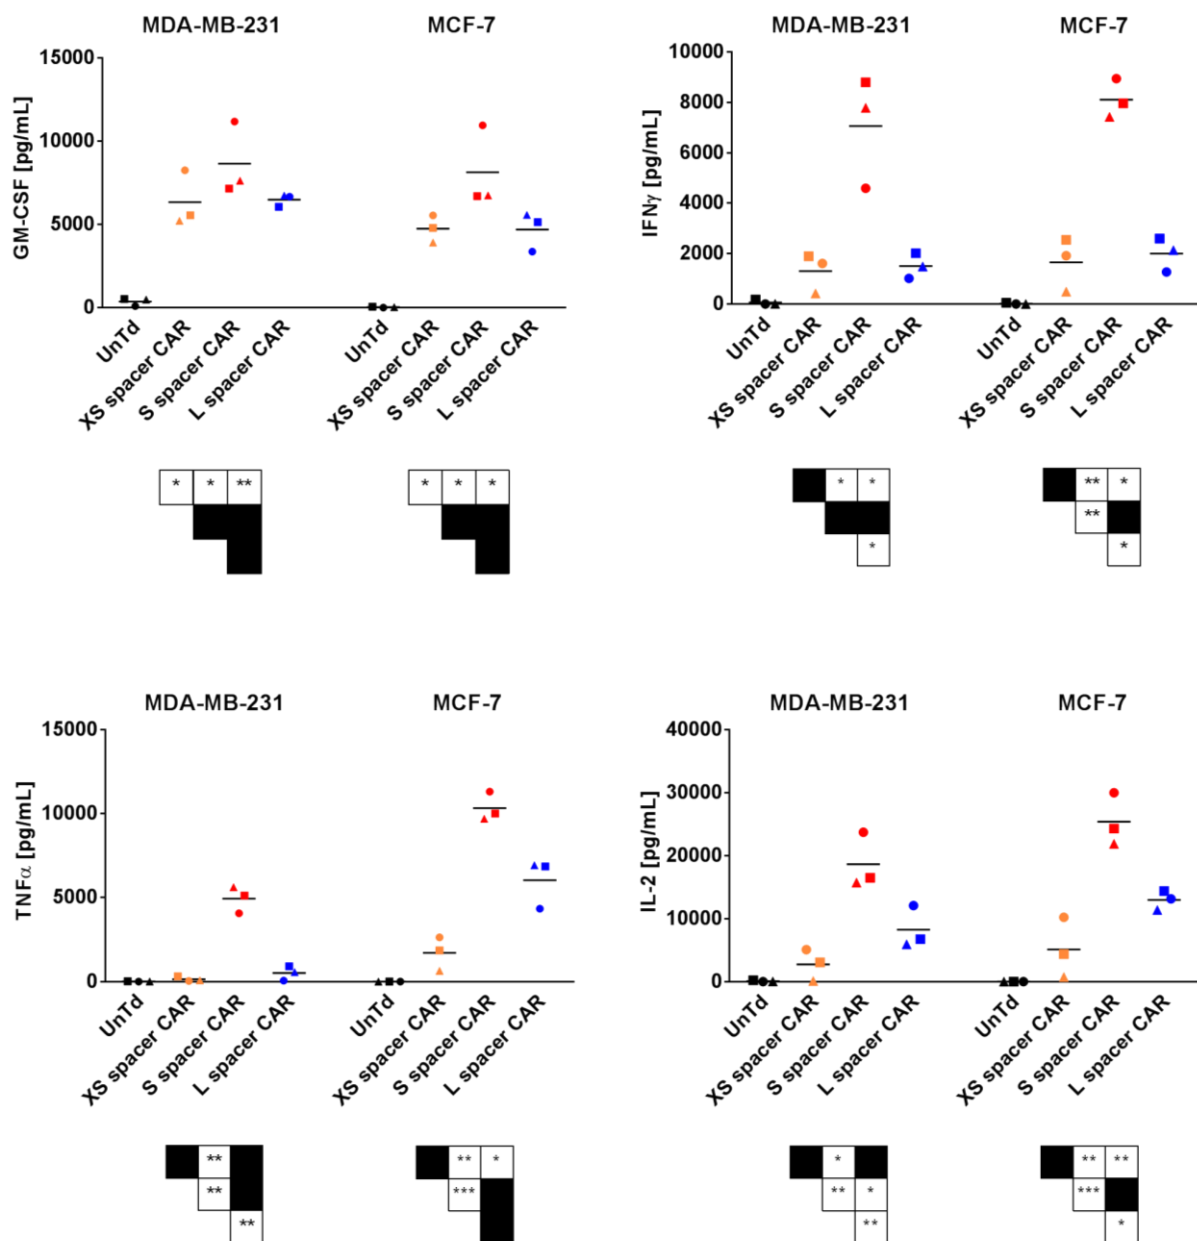 MDA-MB-231 MCF-7
GM-CSF [pg/mL]
15000
10000
5000
0
UnTd
XS spacer CAR
S spacer CAR
L spacer CAR
UnTd
XS spacer CAR
S spacer CAR
L spacer CAR
* * **
* * *
MDA-MB-231 MCF-7
IFNγ [pg/mL]
10000
8000
6000
4000
2000
0
UnTd
XS spacer CAR
S spacer CAR
L spacer CAR
UnTd
XS spacer CAR
S spacer CAR
L spacer CAR
* *
*
** *
**
*
MDA-MB-231 MCF-7
TNFα [pg/mL]
15000
10000
5000
0
UnTd
XS spacer CAR
S spacer CAR
L spacer CAR
UnTd
XS spacer CAR
S spacer CAR
L spacer CAR
**
**
**
** *
***
MDA-MB-231 MCF-7
IL-2 [pg/mL]
40000
30000
20000
10000
0
UnTd
XS spacer CAR
S spacer CAR
L spacer CAR
UnTd
XS spacer CAR
S spacer CAR
L spacer CAR
*
** *
**
** **
***
*